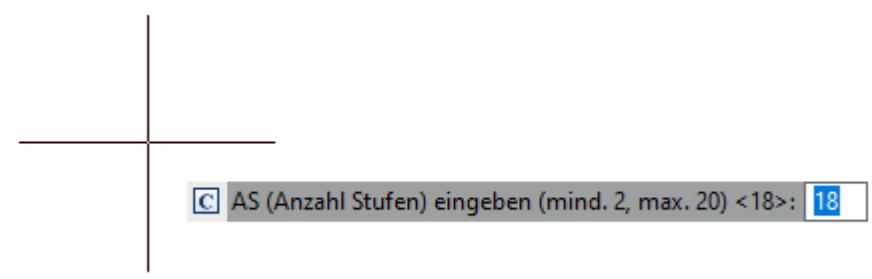 C AS (Anzahl Stufen) eingeben (mind. 2, max. 20) <18>: 18